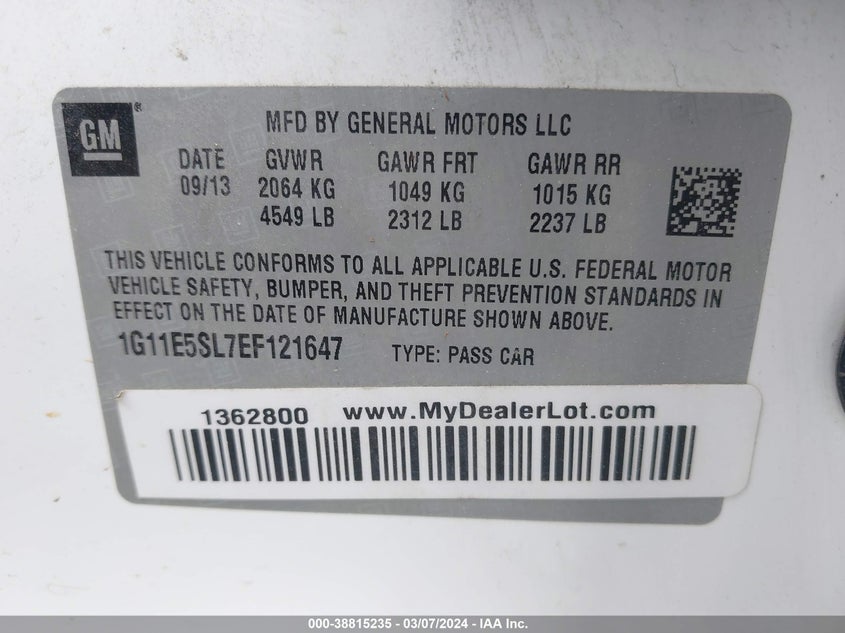 GM®
MFD BY GENERAL MOTORS LLC
DATE GVWR GAWR FRT GAWR RR
09/13 2064 KG 1049 KG 1015 KG
4549 LB 2312 LB 2237 LB
THIS VEHICLE CONFORMS TO ALL APPLICABLE U.S. FEDERAL MOTOR
VEHICLE SAFETY, BUMPER, AND THEFT PREVENTION STANDARDS IN
EFFECT ON THE DATE OF MANUFACTURE SHOWN ABOVE.
1G11E5SL7EF121647 TYPE: PASS CAR
1362800 www.MyDealerLot.com
000-38815235 - 03/07/2024 - IAA Inc.